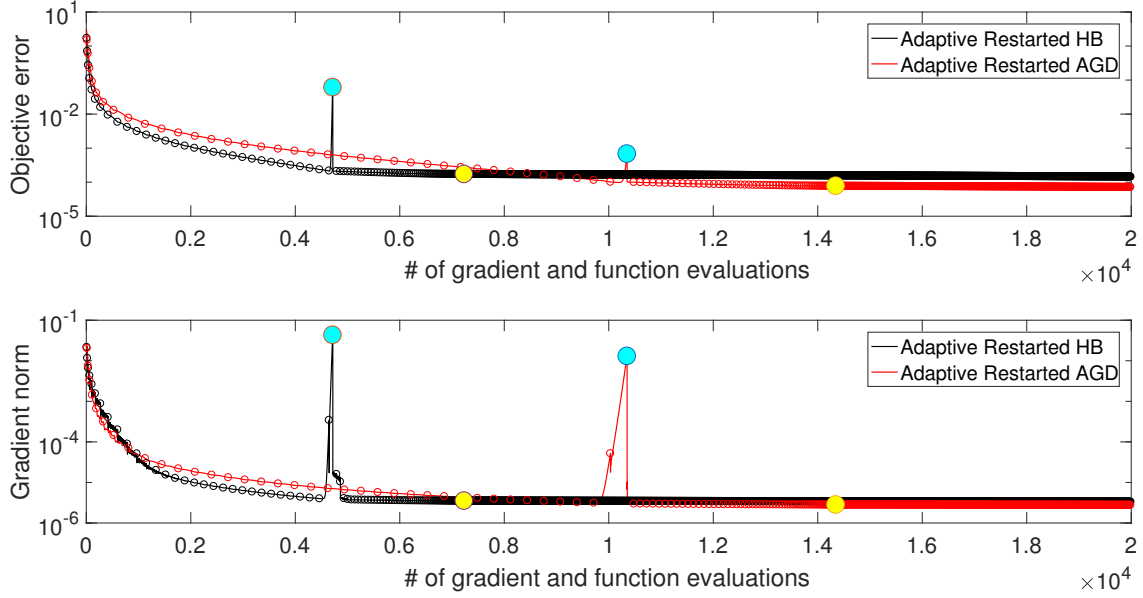 10^1
10^-2
10^-5
Objective error
Adaptive Restarted HB
Adaptive Restarted AGD
0 0.2 0.4 0.6 0.8 1 1.2 1.4 1.6 1.8 2
# of gradient and function evaluations
×10^4
10^-1
10^-4
10^-6
Gradient norm
Adaptive Restarted HB
Adaptive Restarted AGD
0 0.2 0.4 0.6 0.8 1 1.2 1.4 1.6 1.8 2
# of gradient and function evaluations
×10^4